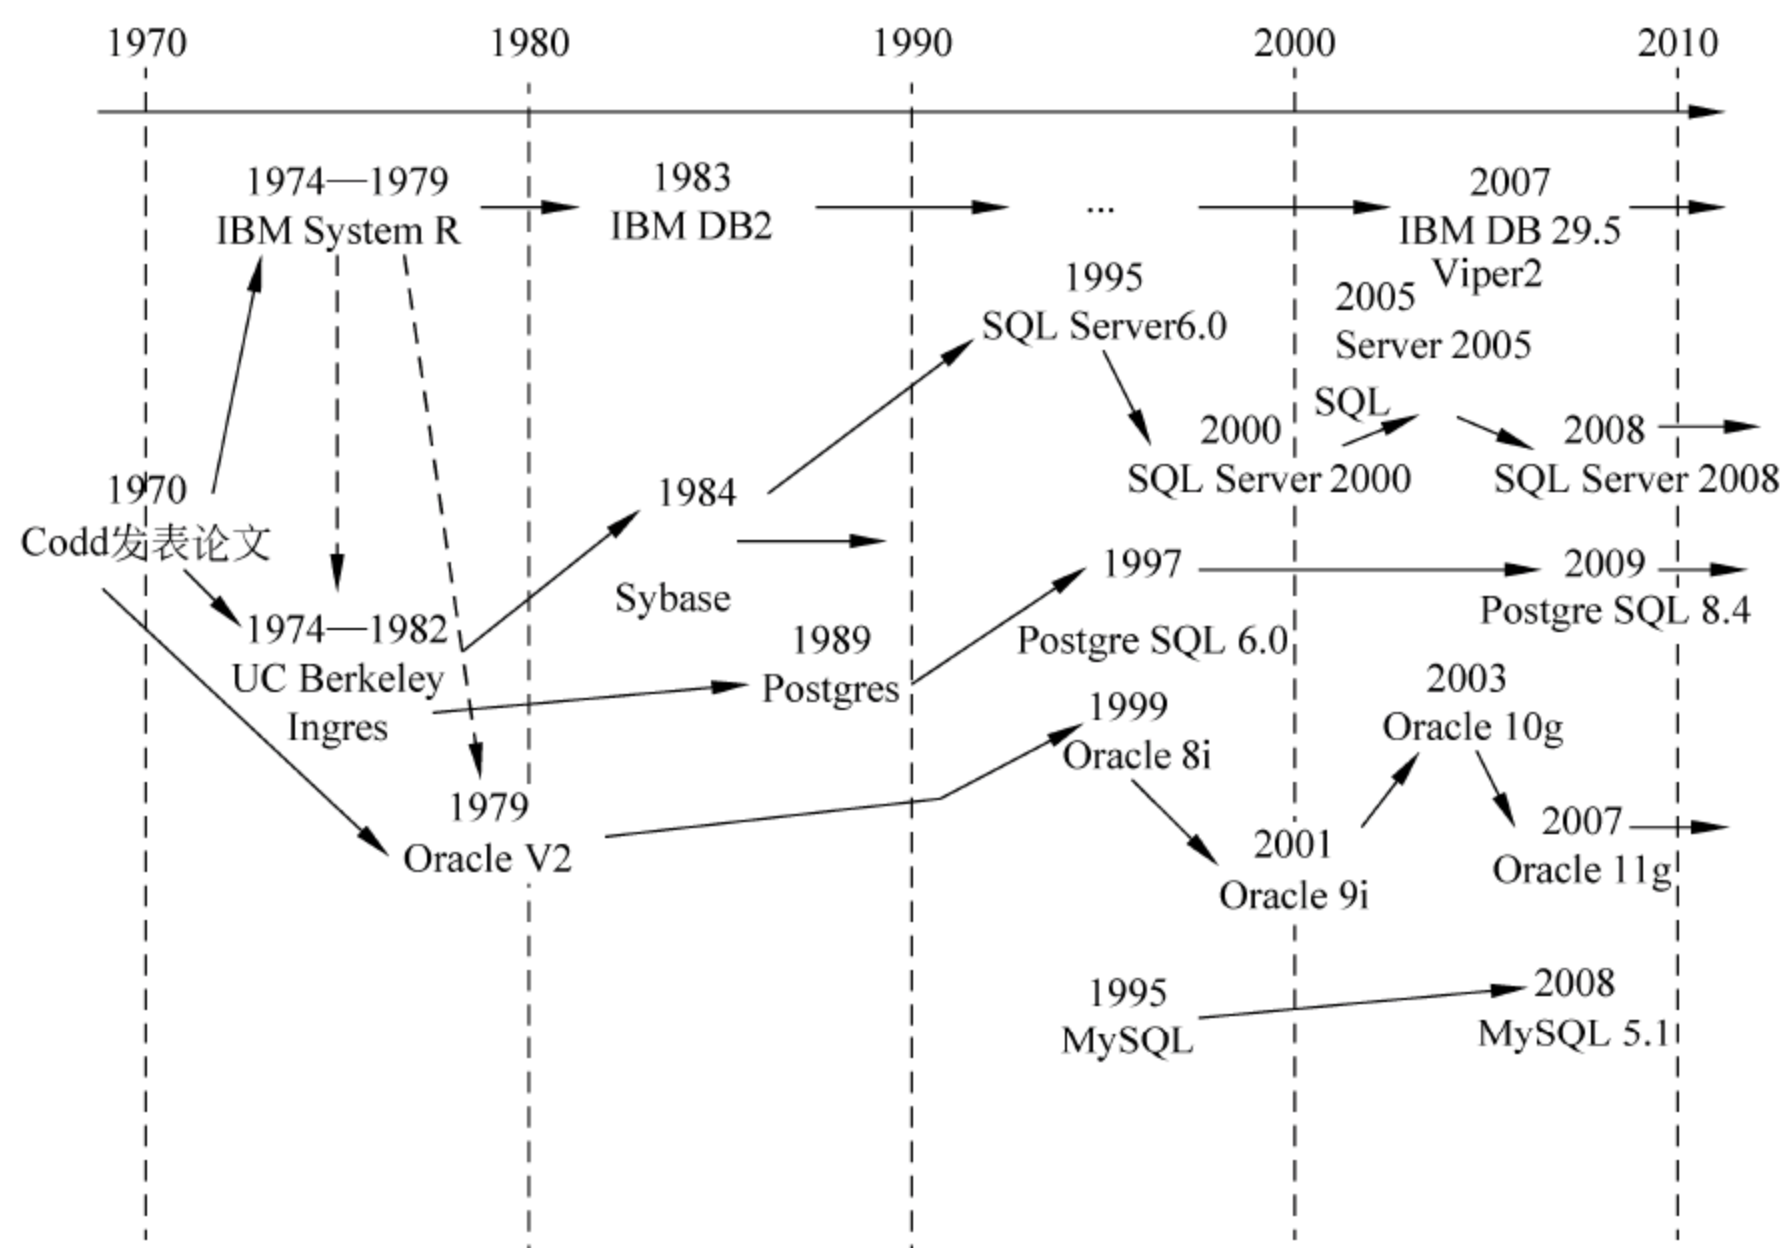 1970
1980
1990
2000
2010
1974—1979
IBM System R
1983
IBM DB2
...
2007
IBM DB 29.5
Viper2
1995
SQL Server6.0
2005
Server 2005
SQL
2000
SQL Server 2000
2008
SQL Server 2008
1970
Codd发表论文
1984
Sybase
1974—1982
UC Berkeley
Ingres
1989
Postgres
1997
Postgre SQL 6.0
2009
Postgre SQL 8.4
1979
Oracle V2
1999
Oracle 8i
2001
Oracle 9i
2003
Oracle 10g
2007
Oracle 11g
1995
MySQL
2008
MySQL 5.1